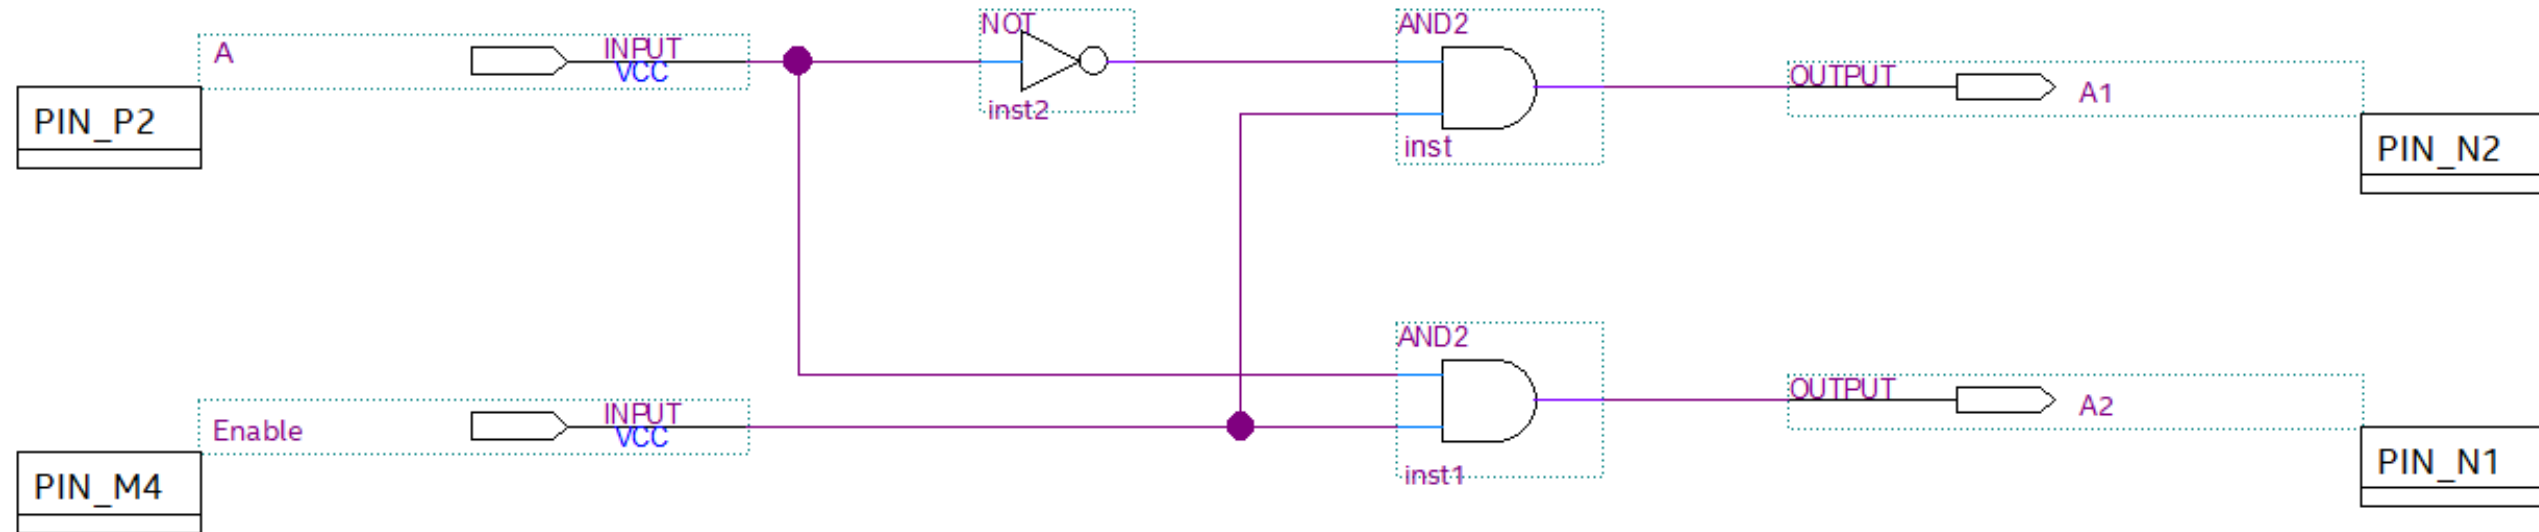 NOT
AND2
A
INPUT
VCC
OUTPUT
A1
PIN_P2
inst2
inst
PIN_N2
AND2
Enable
INPUT
VCC
OUTPUT
A2
PIN_M4
inst1
PIN_N1